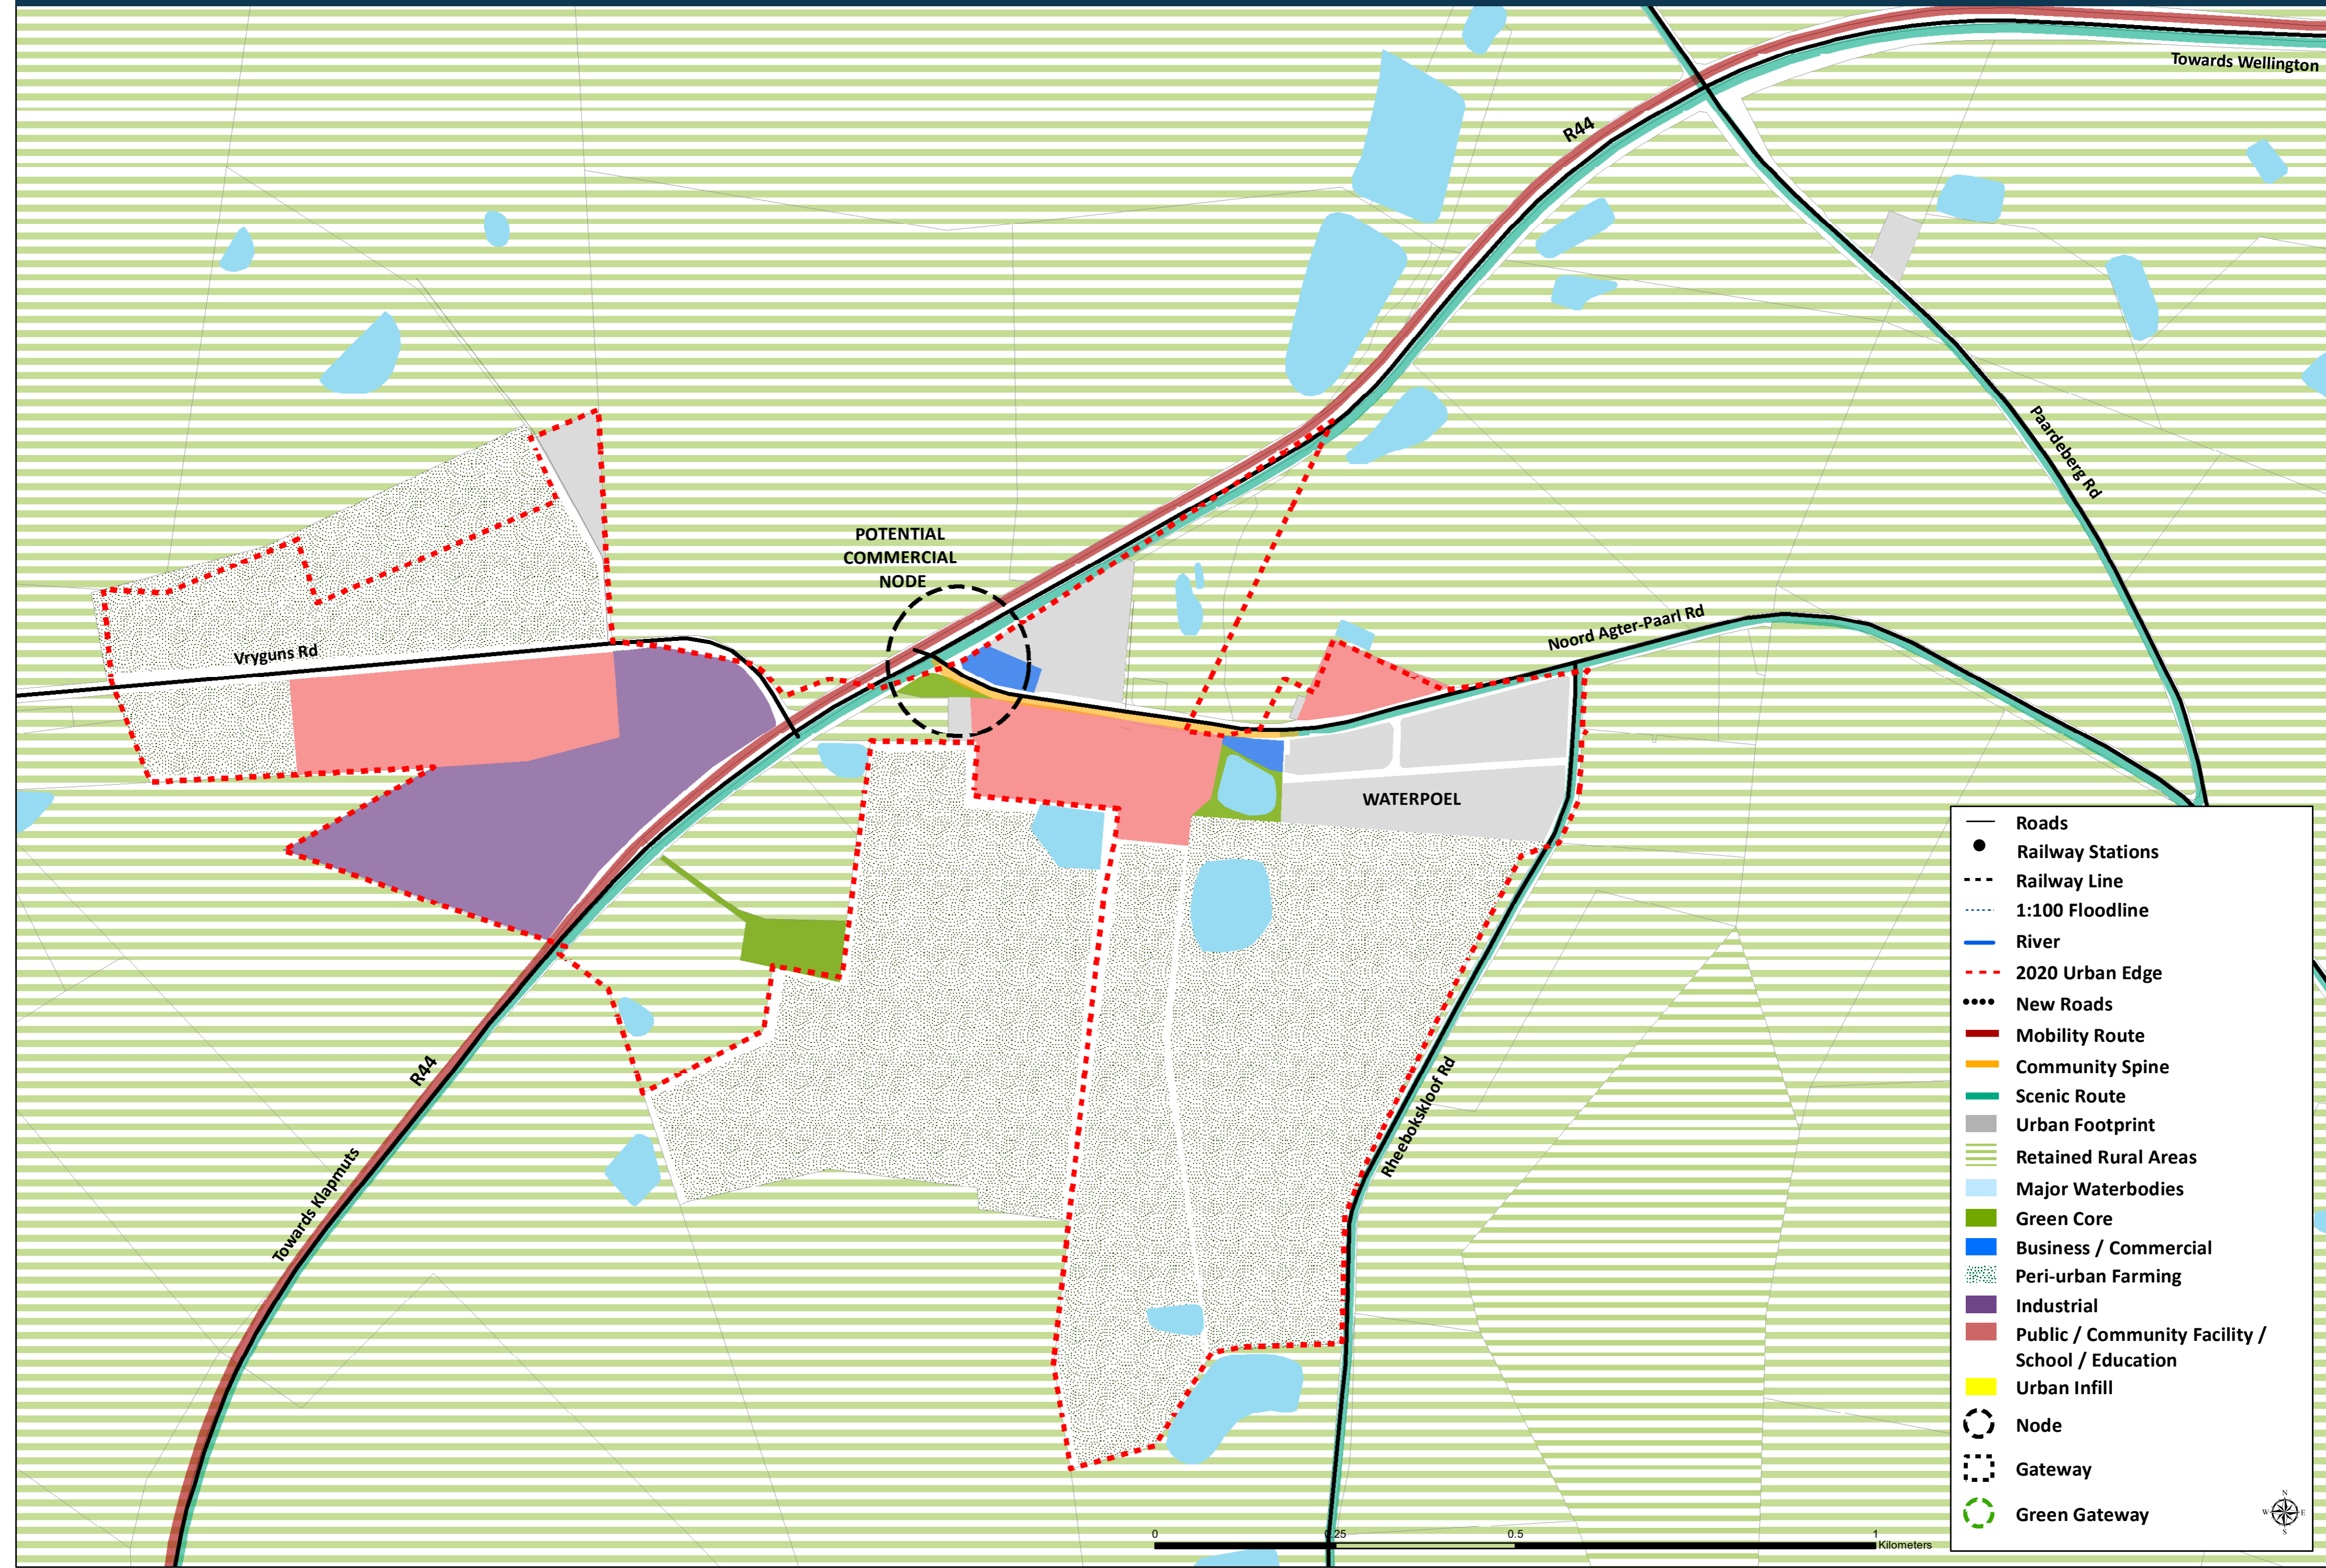 Towards Wellington
R44
Paardeberg Rd
POTENTIAL
COMMERCIAL
NODE
Noord Agter-Paarl Rd
Vryguns Rd
WATERPOEL
R44
Rheebokskloof Rd
Towards Klapmuts
Roads
Railway Stations
Railway Line
1:100 Floodline
River
2020 Urban Edge
New Roads
Mobility Route
Community Spine
Scenic Route
Urban Footprint
Retained Rural Areas
Major Waterbodies
Green Core
Business / Commercial
Peri-urban Farming
Industrial
Public / Community Facility /
School / Education
Urban Infill
Node
Gateway
Green Gateway
N
W E
S
0 0.25 0.5 1
Kilometers